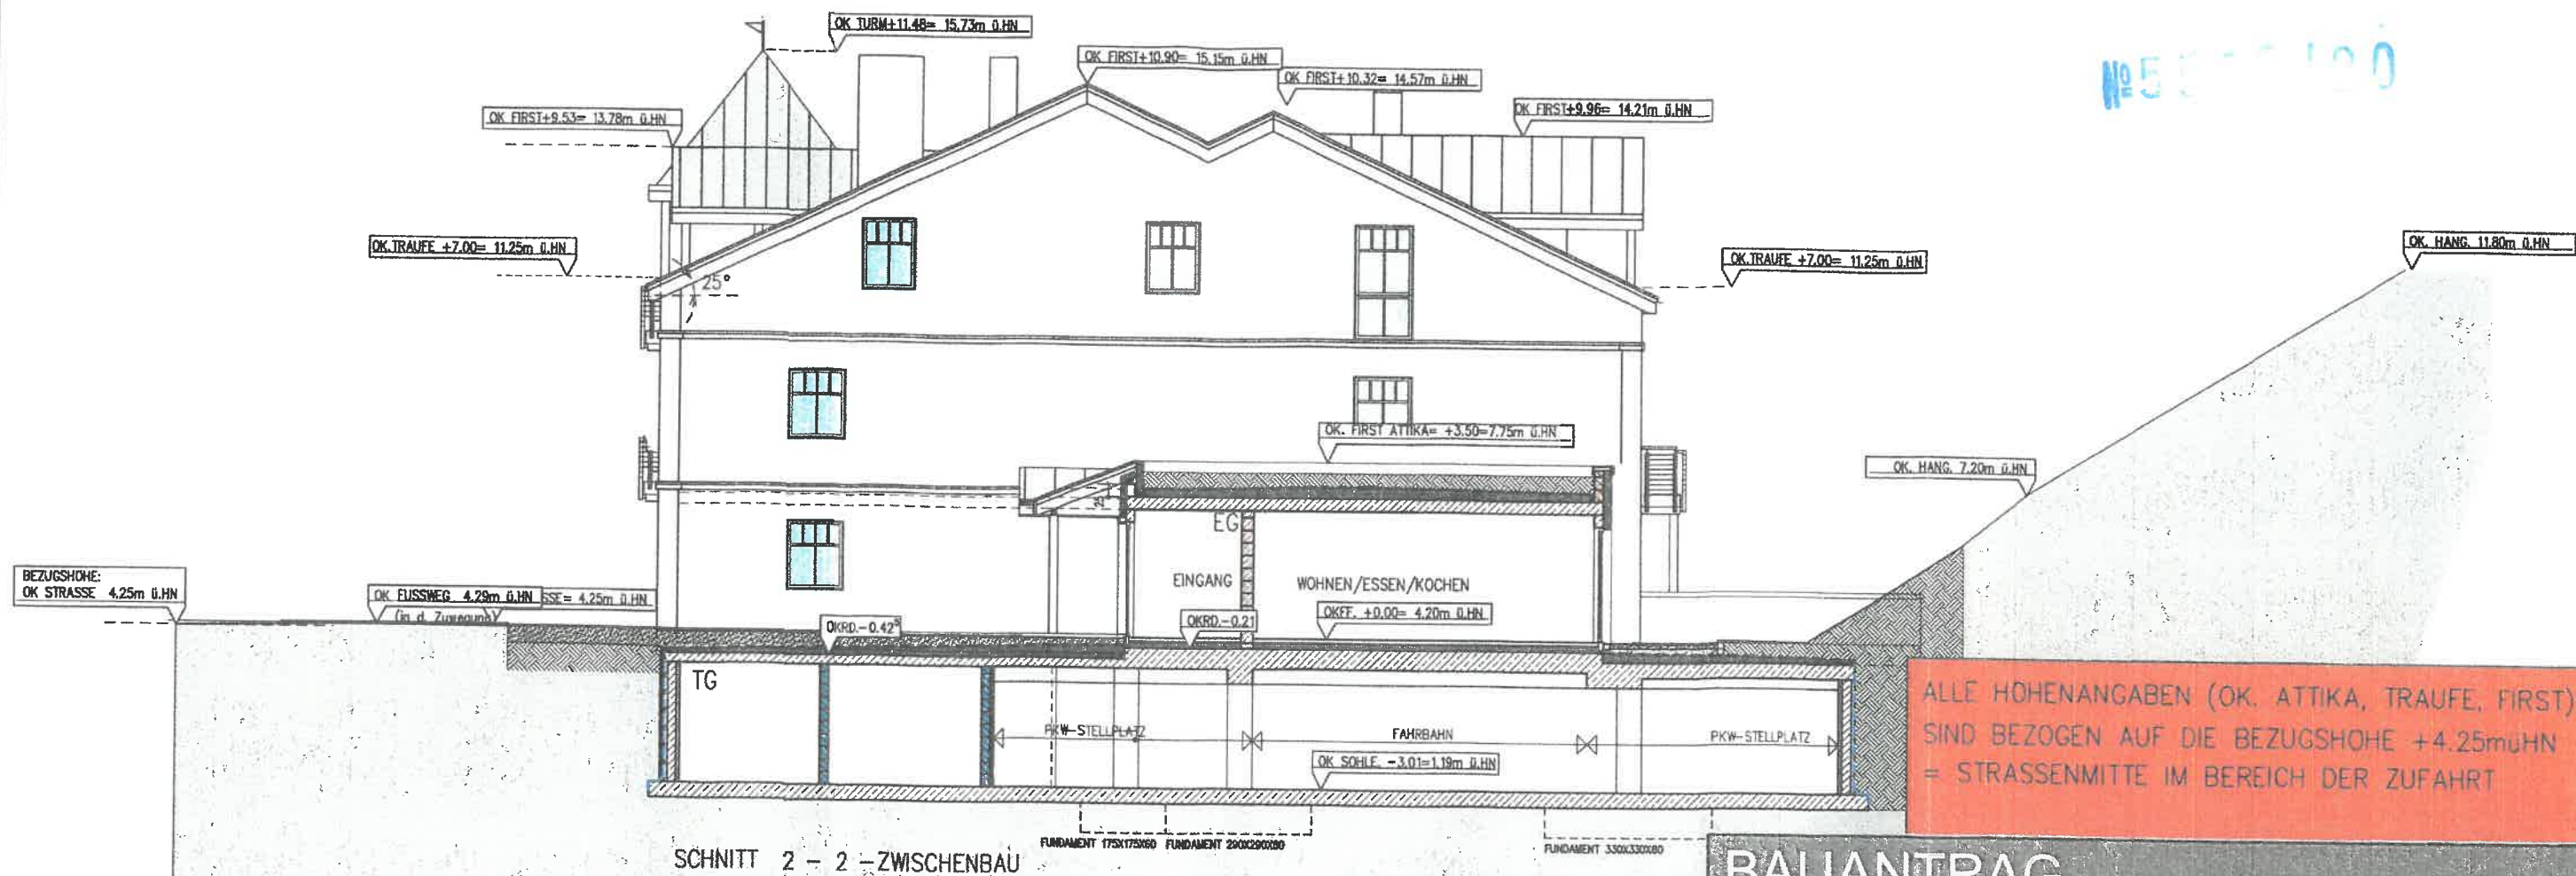 OK TURM+11.48= 15.73m ü.HN
OK FIRST+10.90= 15.15m ü.HN
OK FIRST+10.32= 14.57m ü.HN
Nº 5
OK FIRST+9.53= 13.78m ü.HN
OK FIRST+9.96= 14.21m ü.HN
OK.TRAUFE +7.00= 11.25m ü.HN
OK.TRAUFE +7.00= 11.25m ü.HN
OK. HANG. 11.80m ü.HN
25°
OK. FIRST ATTIKA= +3.50=7.75m ü.HN
OK. HANG. 7.20m ü.HN
EG
EINGANG
WOHNEN/ESSEN/KOCHEN
BEZUGSHÖHE:
OK STRASSE 4.25m ü.HN
OK FUSSWEG 4.29m ü.HN
SSE= 4.25m ü.HN
(in d. Zuwegung)
OKRD.-0.42⁵
OKRD.-0.21
OKFF. +0.00= 4.20m ü.HN
TG
PKW-STELLPLATZ
FAHRBAHN
PKW-STELLPLATZ
OK SOHLE. -3.01=1.19m ü.HN
ALLE HÖHENANGABEN (OK. ATTIKA, TRAUFE, FIRST)
SIND BEZOGEN AUF DIE BEZUGSHÖHE +4.25müHN
= STRASSENMITTE IM BEREICH DER ZUFAHRT
FUNDAMENT 175X175X60 FUNDAMENT 290X290X80
FUNDAMENT 330X330X80
SCHNITT 2 - 2 -ZWISCHENBAU
BAUANTRAG